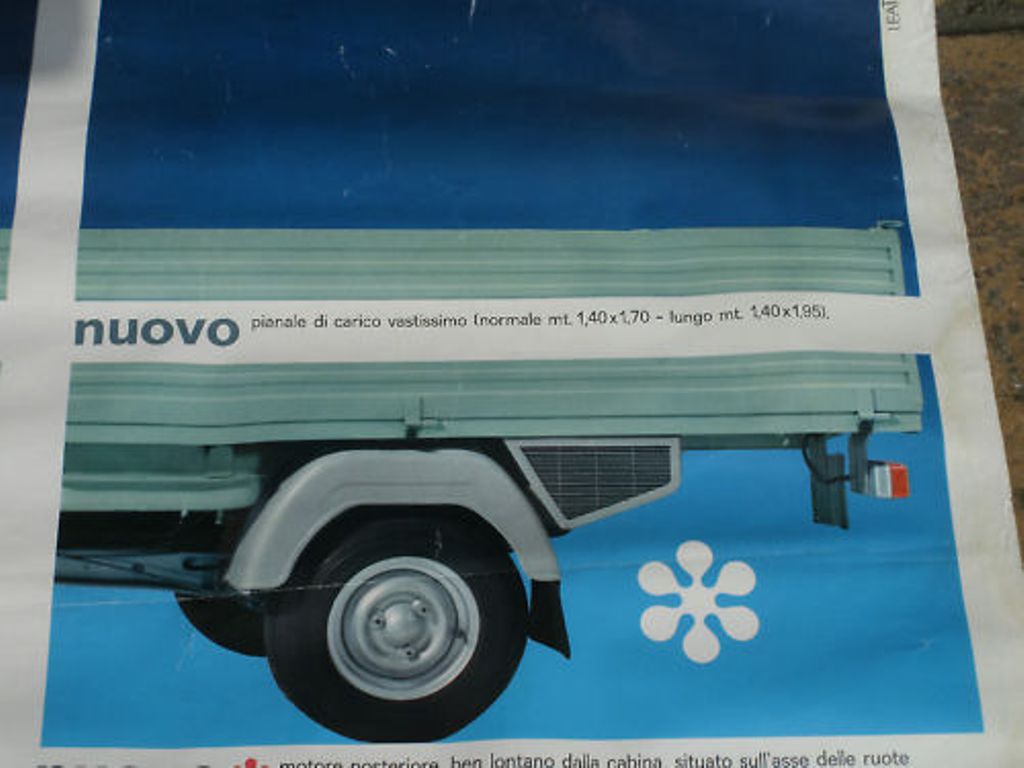 nuovo pianale di carico vastissimo (normale mt. 1,40x1,70 - lungo mt. 1,40x1,95).
motore posteriore, ben lontano dalla cabina, situato sull'asse delle ruote